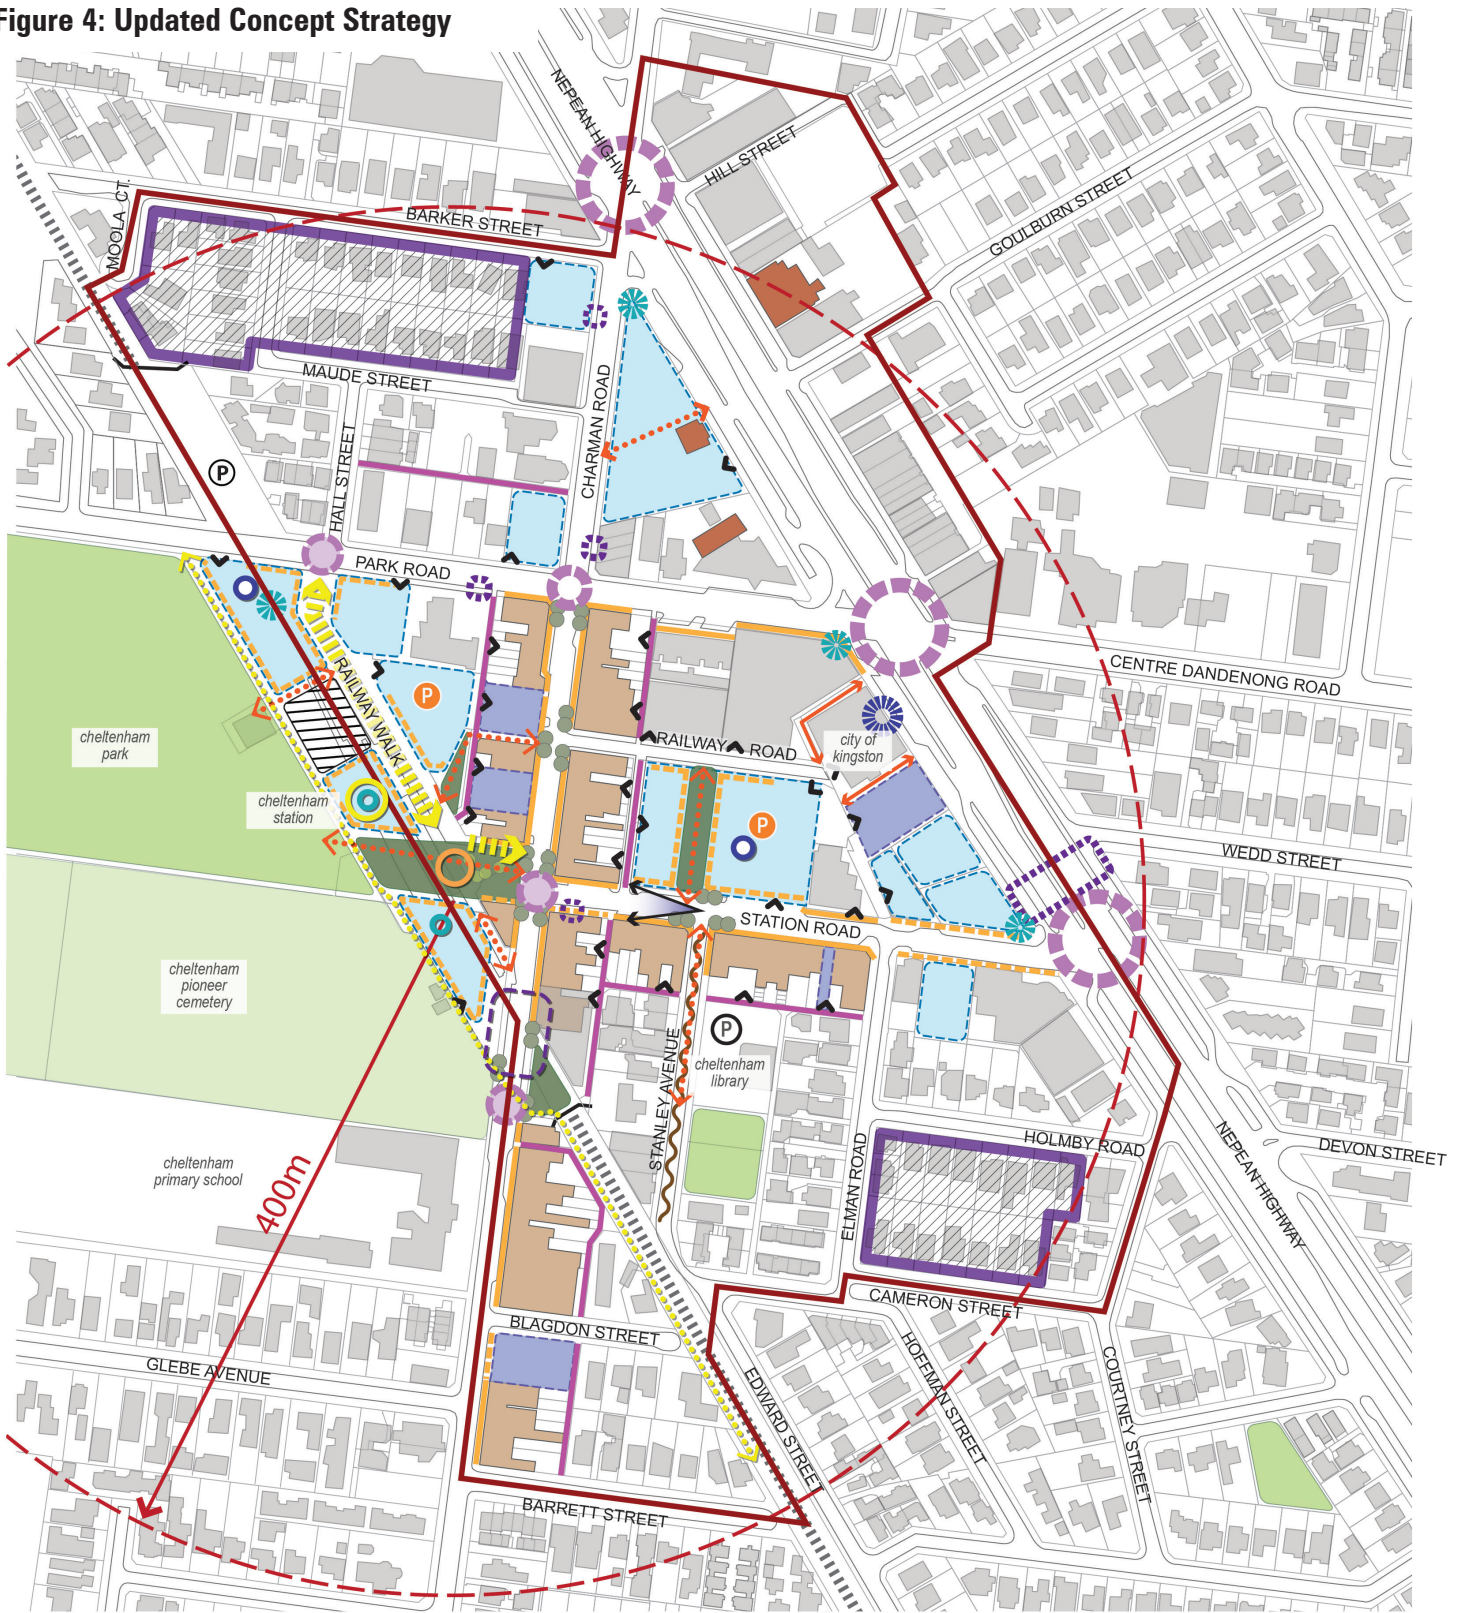 Figure 4: Updated Concept Strategy
NEPEAN HIGHWAY
HILL STREET
MOOLA CT.
BARKER STREET
GOULBURN STREET
MAUDE STREET
CHARMAN ROAD
HALL STREET
P
PARK ROAD
CENTRE DANDENONG ROAD
RAILWAY WALK
P
cheltenham
park
RAILWAY ROAD
city of
kingston
cheltenham
station
P
WEDD STREET
STATION ROAD
cheltenham
pioneer
cemetery
P
cheltenham
library
STANLEY AVENUE
HOLMBY ROAD
NEPEAN HIGHWAY
DEVON STREET
cheltenham
primary school
400m
ELMAN ROAD
CAMERON STREET
BLAGDON STREET
GLEBE AVENUE
EDWARD STREET
HOFFMAN STREET
COURTNEY STREET
BARRETT STREET